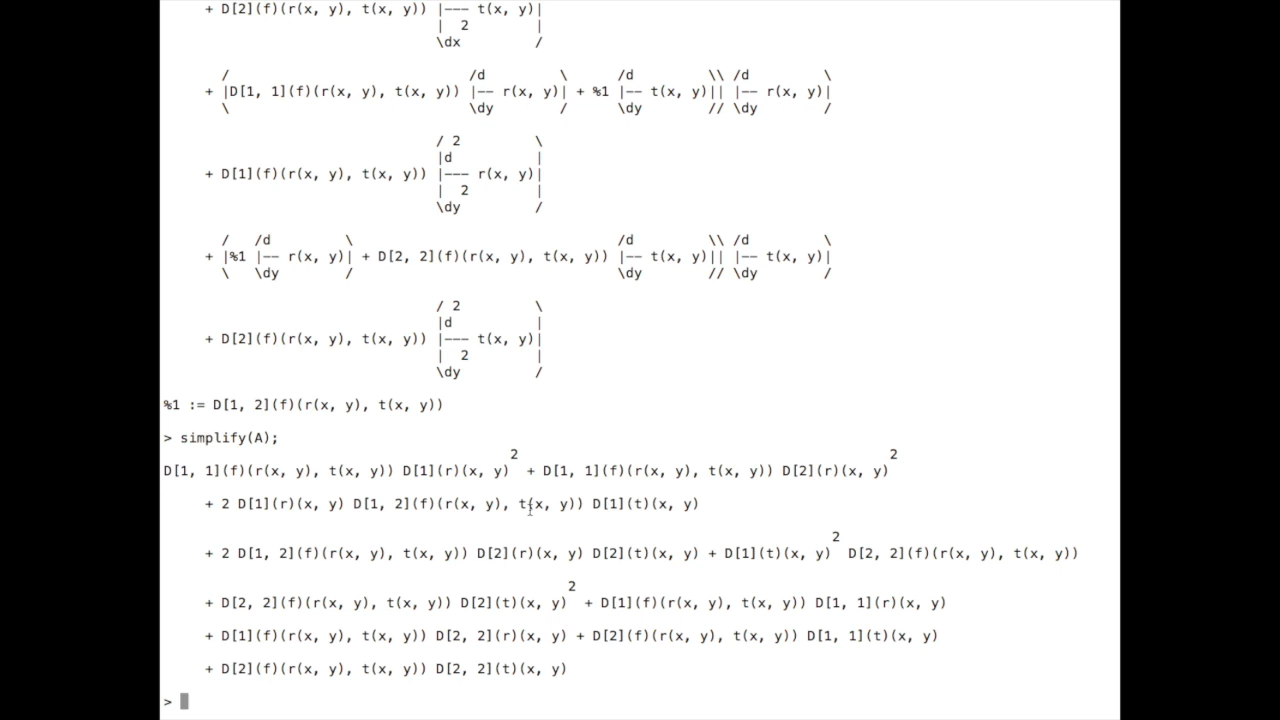 + D[2](f)(r(x, y), t(x, y)) |--- t(x, y)|
|  2        |
\dx         /
/                              /d         \      /d         \\ /d         \
+ |D[1, 1](f)(r(x, y), t(x, y)) |-- r(x, y)| + %1 |-- t(x, y)|| |-- r(x, y)|
\                              \dy        /      \dy        // \dy        /
/ 2         \
|d          |
+ D[1](f)(r(x, y), t(x, y)) |--- r(x, y)|
|  2        |
\dy         /
/   /d         \                                /d         \\ /d         \
+ |%1 |-- r(x, y)| + D[2, 2](f)(r(x, y), t(x, y)) |-- t(x, y)|| |-- t(x, y)|
\   \dy        /                                \dy        // \dy        /
/ 2         \
|d          |
+ D[2](f)(r(x, y), t(x, y)) |--- t(x, y)|
|  2        |
\dy         /
%1 := D[1, 2](f)(r(x, y), t(x, y))
> simplify(A);
2                                              2
D[1, 1](f)(r(x, y), t(x, y)) D[1](r)(x, y)  + D[1, 1](f)(r(x, y), t(x, y)) D[2](r)(x, y)
+ 2 D[1](r)(x, y) D[1, 2](f)(r(x, y), t(x, y)) D[1](t)(x, y)
2
+ 2 D[1, 2](f)(r(x, y), t(x, y)) D[2](r)(x, y) D[2](t)(x, y) + D[1](t)(x, y)  D[2, 2](f)(r(x, y), t(x, y))
2
+ D[2, 2](f)(r(x, y), t(x, y)) D[2](t)(x, y)  + D[1](f)(r(x, y), t(x, y)) D[1, 1](r)(x, y)
+ D[1](f)(r(x, y), t(x, y)) D[2, 2](r)(x, y) + D[2](f)(r(x, y), t(x, y)) D[1, 1](t)(x, y)
+ D[2](f)(r(x, y), t(x, y)) D[2, 2](t)(x, y)
>